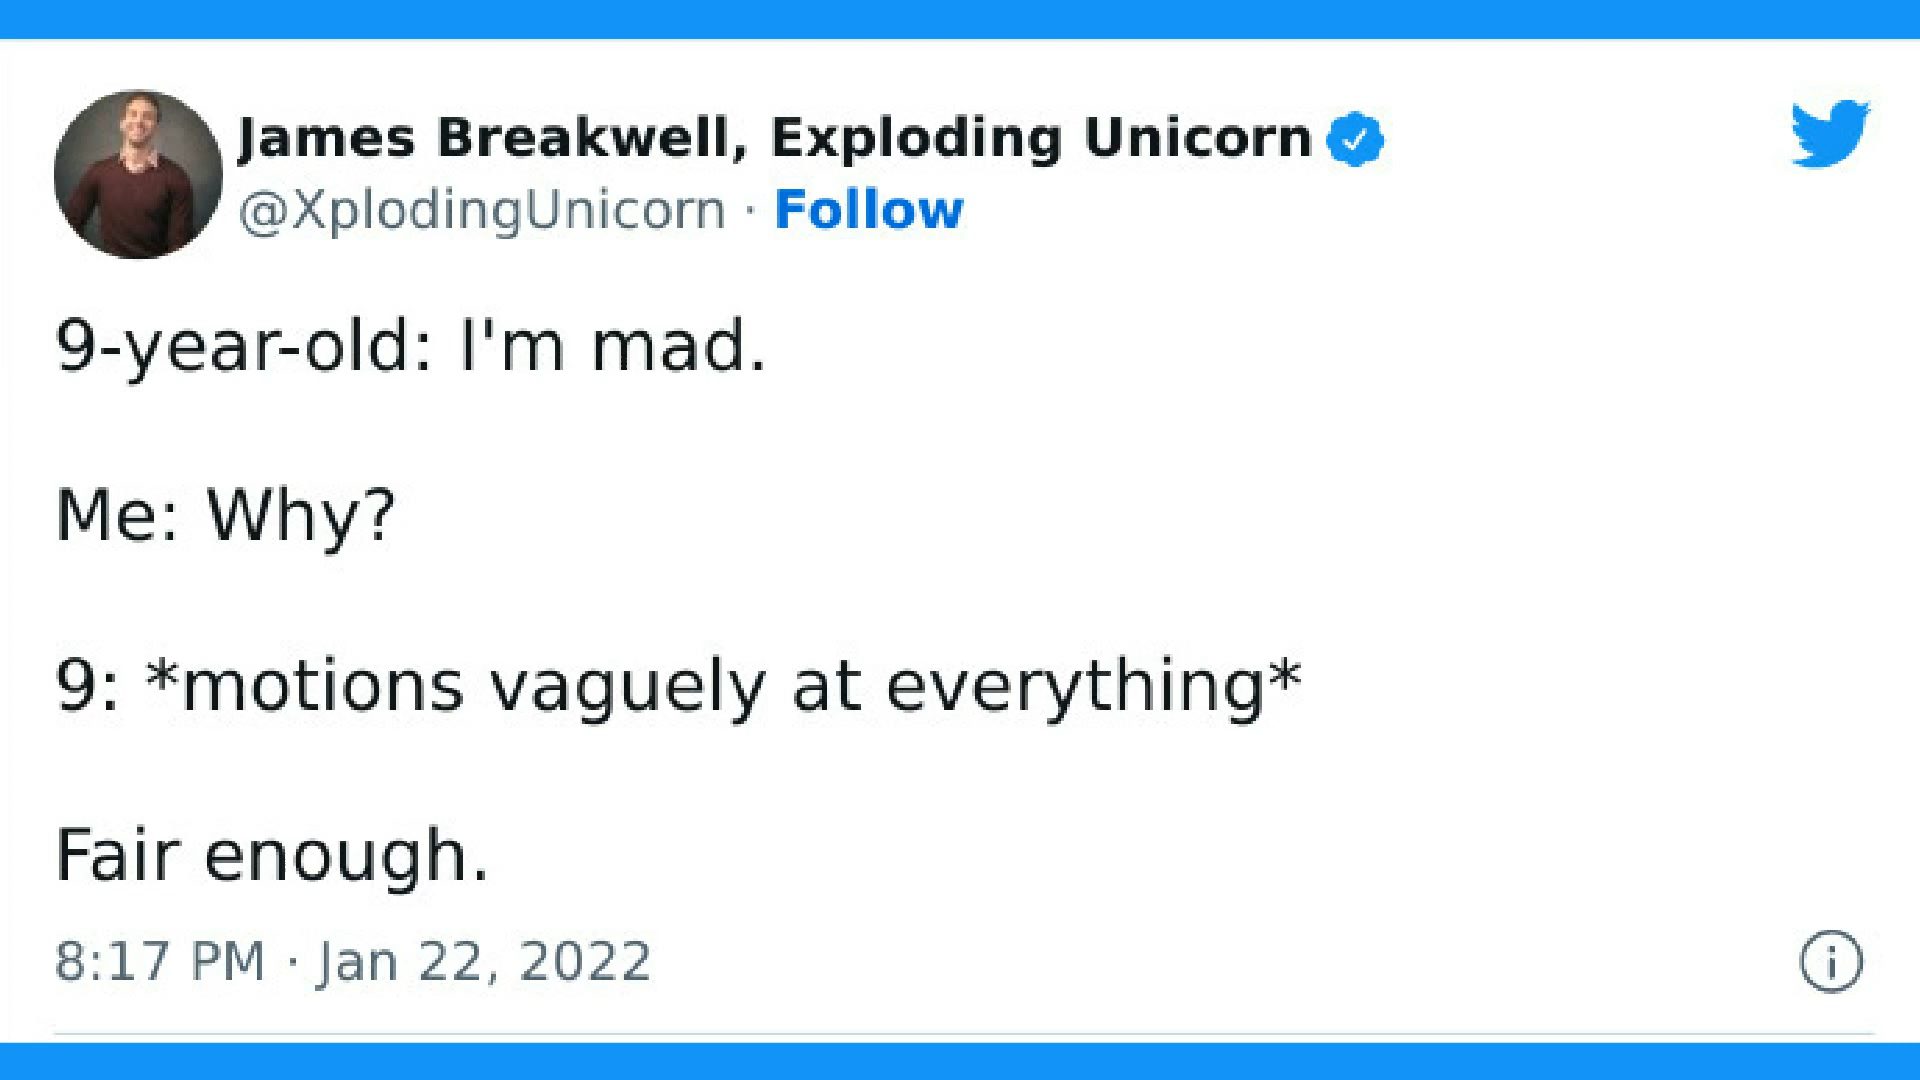 James Breakwell, Exploding Unicorn
@XplodingUnicorn · Follow
9-year-old: I'm mad.
Me: Why?
9: *motions vaguely at everything*
Fair enough.
8:17 PM · Jan 22, 2022